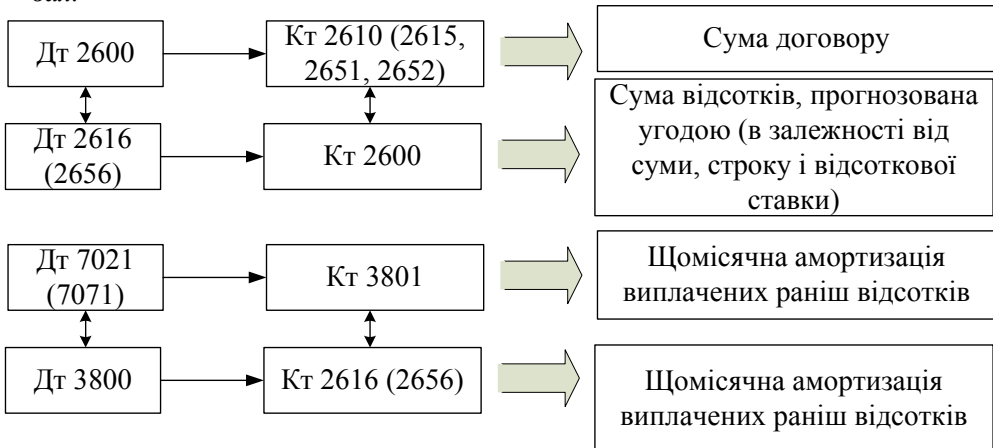 Дт 2600
Кт 2610 (2615,
2651, 2652)
Сума договору
Дт 2616
(2656)
Кт 2600
Сума відсотків, прогнозована
угодою (в залежності від
суми, строку і відсоткової
ставки)
Дт 7021
(7071)
Кт 3801
Щомісячна амортизація
виплачених раніш відсотків
Дт 3800
Кт 2616 (2656)
Щомісячна амортизація
виплачених раніш відсотків